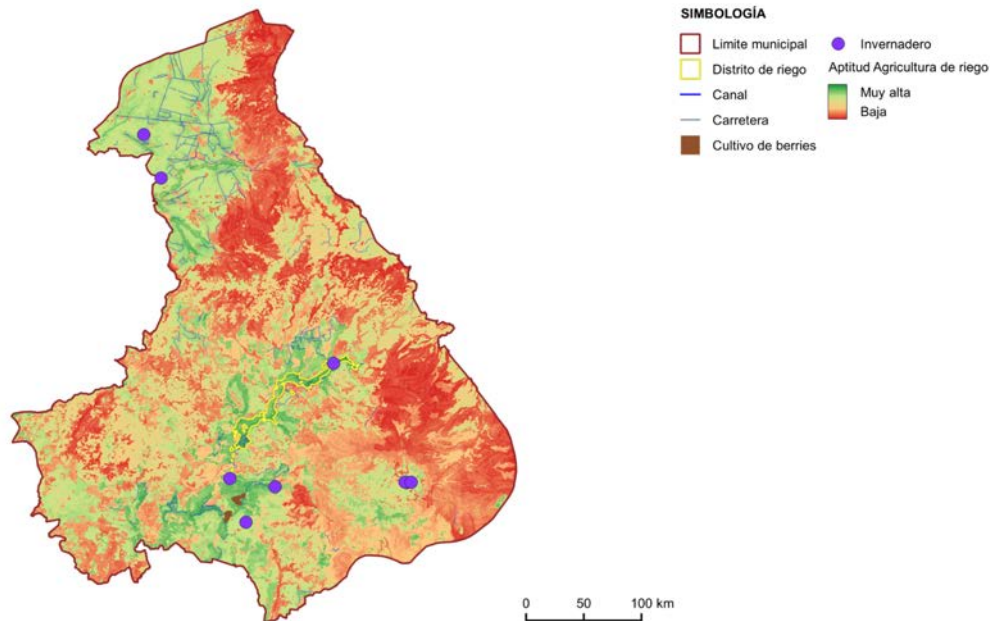 SIMBOLOGÍA
Limite municipal
Distrito de riego
Canal
Carretera
Cultivo de berries
Invernadero
Aptitud Agricultura de riego
Muy alta
Baja
0 50 100 km